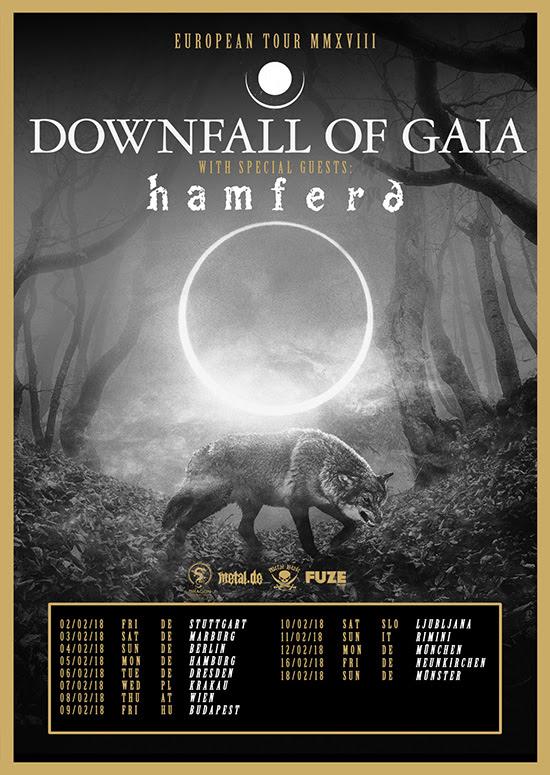 EUROPEAN TOUR MMXVIII
DOWNFALL OF GAIA
WITH SPECIAL GUESTS:
hamferð
DRAGON
metal.de
METAL MUSIC
FUZE
02/02/18 FRI DE STUTTGART
03/02/18 SAT DE MARBURG
04/02/18 SUN DE BERLIN
05/02/18 MON DE HAMBURG
06/02/18 TUE DE DRESDEN
07/02/18 WED PL KRAKAU
08/02/18 THU AT WIEN
09/02/18 FRI HU BUDAPEST
10/02/18 SAT SLO LJUBLJANA
11/02/18 SUN IT RIMINI
12/02/18 MON DE MÜNCHEN
16/02/18 FRI DE NEUNKIRCHEN
18/02/18 SUN DE MÜNSTER